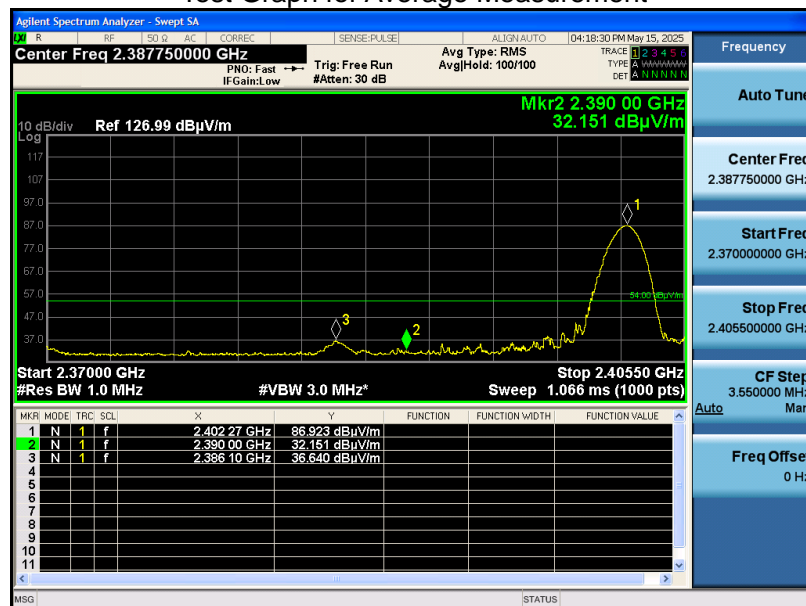 Test Graph for Average Measurement
Agilent Spectrum Analyzer - Swept SA
LXI R RF 50 Ω AC CORREC SENSE:PULSE ALIGNAUTO 04:18:30 PM May 15, 2025
Center Freq 2.387750000 GHz
PNO: Fast
IFGain:Low
Trig: Free Run
#Atten: 30 dB
Avg Type: RMS
Avg|Hold: 100/100
TRACE 1 2 3 4 5 6
TYPE A WWWWW
DET A N N N N N
Mkr2 2.390 00 GHz
32.151 dBµV/m
10 dB/div Ref 126.99 dBµV/m
Log
117
107
97.0
87.0
77.0
67.0
57.0
47.0
37.0
1
2
3
54.00 dBµV/m
Start 2.37000 GHz Stop 2.40550 GHz
#Res BW 1.0 MHz #VBW 3.0 MHz* Sweep 1.066 ms (1000 pts)
MKR MODE TRC SCL X Y FUNCTION FUNCTION WIDTH FUNCTION VALUE
1 N 1 f 2.402 27 GHz 86.923 dBµV/m
2 N 1 f 2.390 00 GHz 32.151 dBµV/m
3 N 1 f 2.386 10 GHz 36.640 dBµV/m
4
5
6
7
8
9
10
11
MSG STATUS
Frequency
Auto Tune
Center Freq
2.387750000 GHz
Start Freq
2.370000000 GHz
Stop Freq
2.405500000 GHz
CF Step
3.550000 MHz
Auto Man
Freq Offset
0 Hz